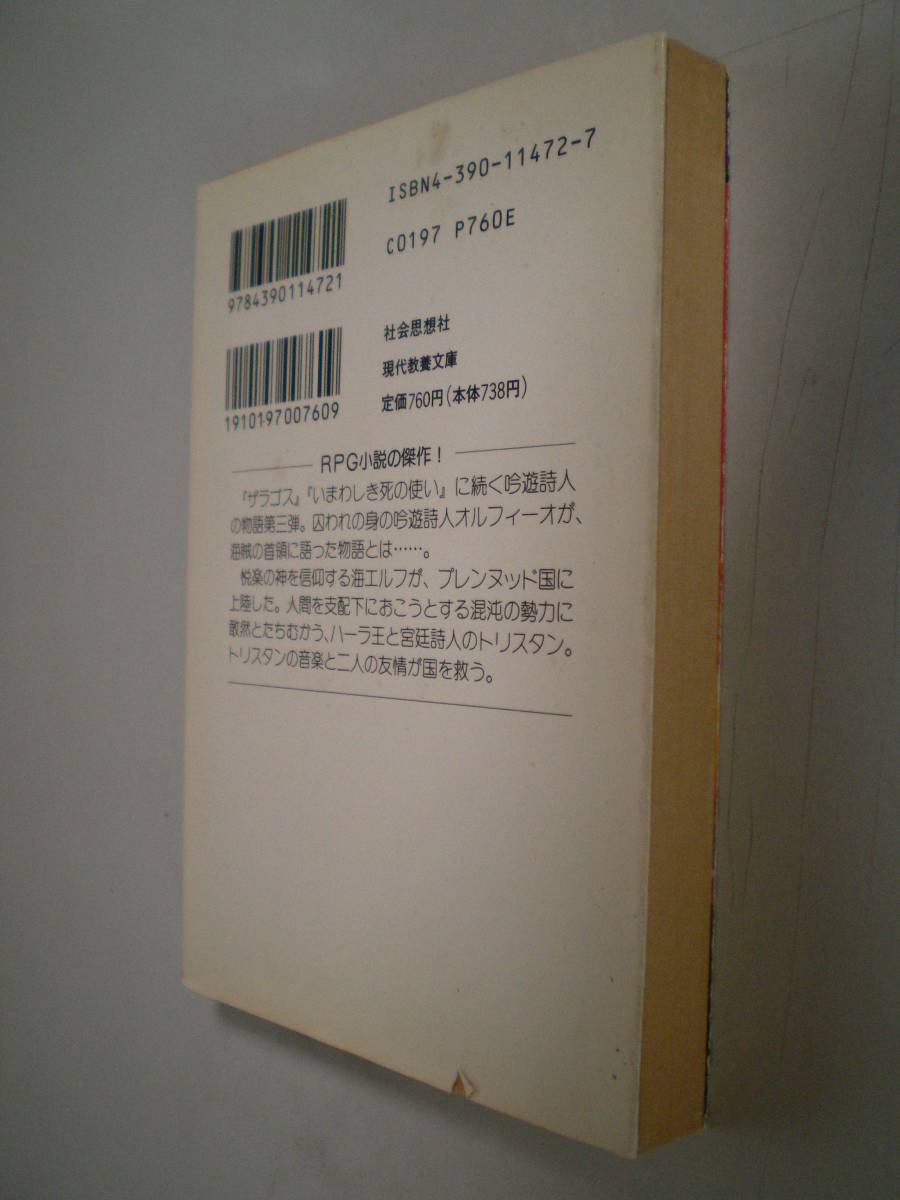 ISBN4-390-11472-7
C0197 P760E
9784390114721
社会思想社
現代教養文庫
定価760円(本体738円)
1910197007609
RPG小説の傑作!
『ザラゴス』『いまわしき死の使い』に続く吟遊詩人
の物語第三弾。囚われの身の吟遊詩人オルフィーオが、
海賊の首領に語った物語とは……。
悦楽の神を信仰する海エルフが、プレンヌッド国に
上陸した。人間を支配下におこうとする混沌の勢力に
敢然とたちむかう、ハーラ王と宮廷詩人のトリスタン。
トリスタンの音楽と二人の友情が国を救う。